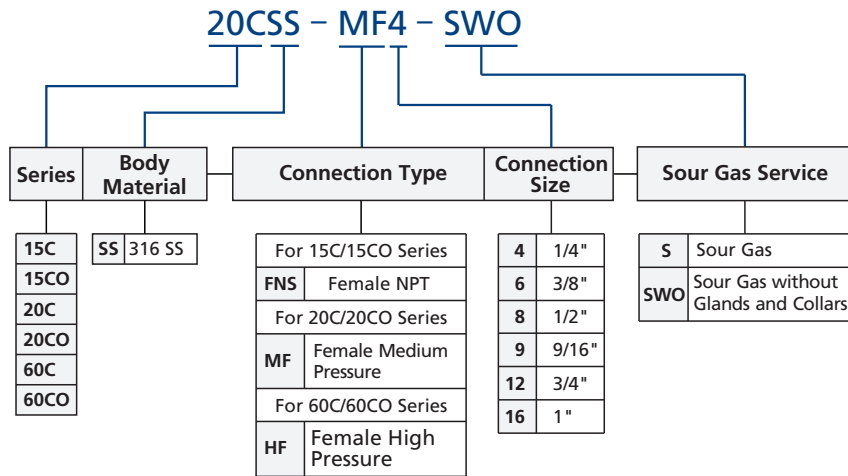 20CSS – MF4 – SWO
Series
Body
Material
Connection Type
Connection
Size
Sour Gas Service
15C
15CO
20C
20CO
60C
60CO
SS 316 SS
For 15C/15CO Series
FNS Female NPT
For 20C/20CO Series
MF Female Medium
Pressure
For 60C/60CO Series
HF Female High
Pressure
4 1/4"
6 3/8"
8 1/2"
9 9/16"
12 3/4"
16 1"
S Sour Gas
SWO Sour Gas without
Glands and Collars